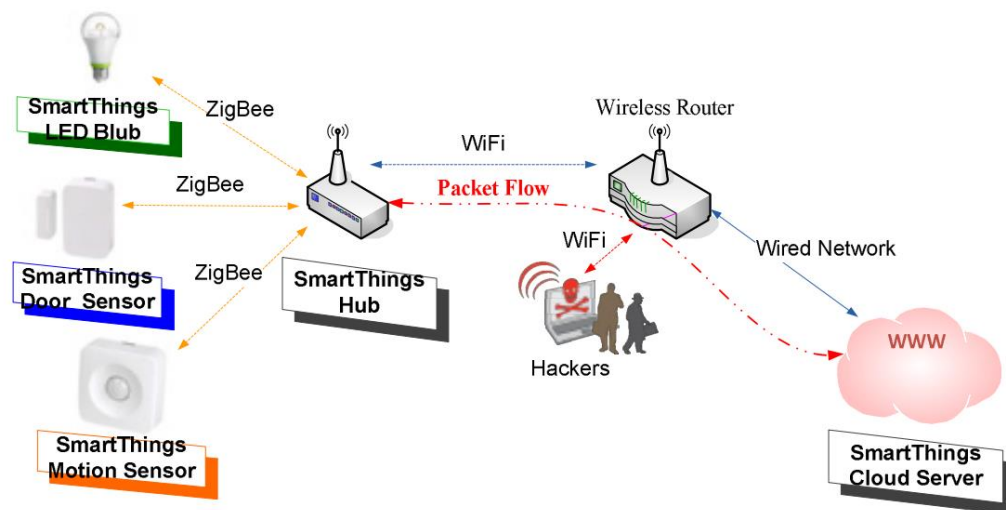 ZigBee
SmartThings
LED Blub
Wireless Router
WiFi
ZigBee
Packet Flow
WiFi
Wired Network
SmartThings
Door Sensor
ZigBee
SmartThings
Hub
Hackers
WWW
SmartThings
Motion Sensor
SmartThings
Cloud Server